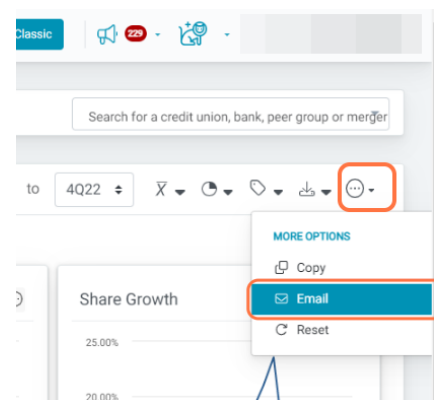 Classic
229
Search for a credit union, bank, peer group or merger
to
4Q22
X
MORE OPTIONS
Copy
Email
Reset
Share Growth
25.00%
20.00%